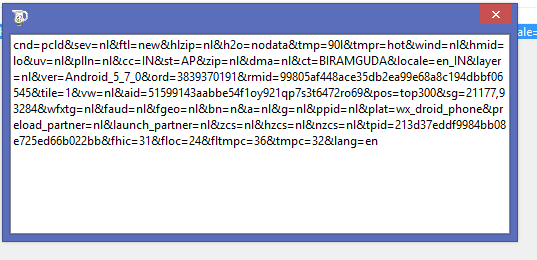 cnd=pcld&sev=nl&ftl=new&hlzip=nl&h2o=nodata&tmp=90l&tmpr=hot&wind=nl&hmid=
lo&uv=nl&plln=nl&cc=IN&st=AP&zip=nl&dma=nl&ct=BIRAMGUDA&locale=en_IN&layer
=nl&ver=Android_5_7_0&ord=3839370191&rmid=99805af448ace35db2ea99e68a8c194dbbf06
545&tile=1&vw=nl&aid=51599143aabbe54f1oy921qp7s3t6472ro69&pos=top300&sg=21177,
93284&wfxtg=nl&faud=nl&fgeo=nl&bn=n&a=nl&g=nl&ppid=nl&plat=wx_droid_phone&p
reload_partner=nl&launch_partner=nl&zcs=nl&hzcs=nl&nzcs=nl&tpid=213d37eddf9984bb08
e725ed66b022bb&fhic=31&floc=24&fltmpc=36&tmpc=32&lang=en
ale=